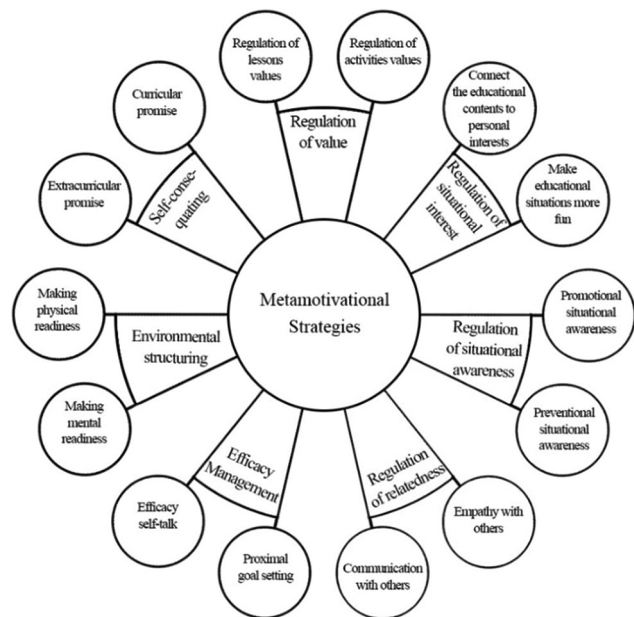 Regulation of
lessons
values
Regulation of
activities values
Regulation
of value
Connect
the educational
contents to
personal
interests
Make
educational
situations more
fun
Regulation of
situational
interest
Promotional
situational
awareness
Preventional
situational
awareness
Regulation
of situational
awareness
Empathy with
others
Communication
with others
Regulation
of relatedness
Proximal
goal setting
Efficacy
self-talk
Efficacy
Management
Making
mental
readiness
Making
physical
readiness
Environmental
structuring
Extracurricular
promise
Curricular
promise
Self-conse-
quating
Metamotivational
Strategies